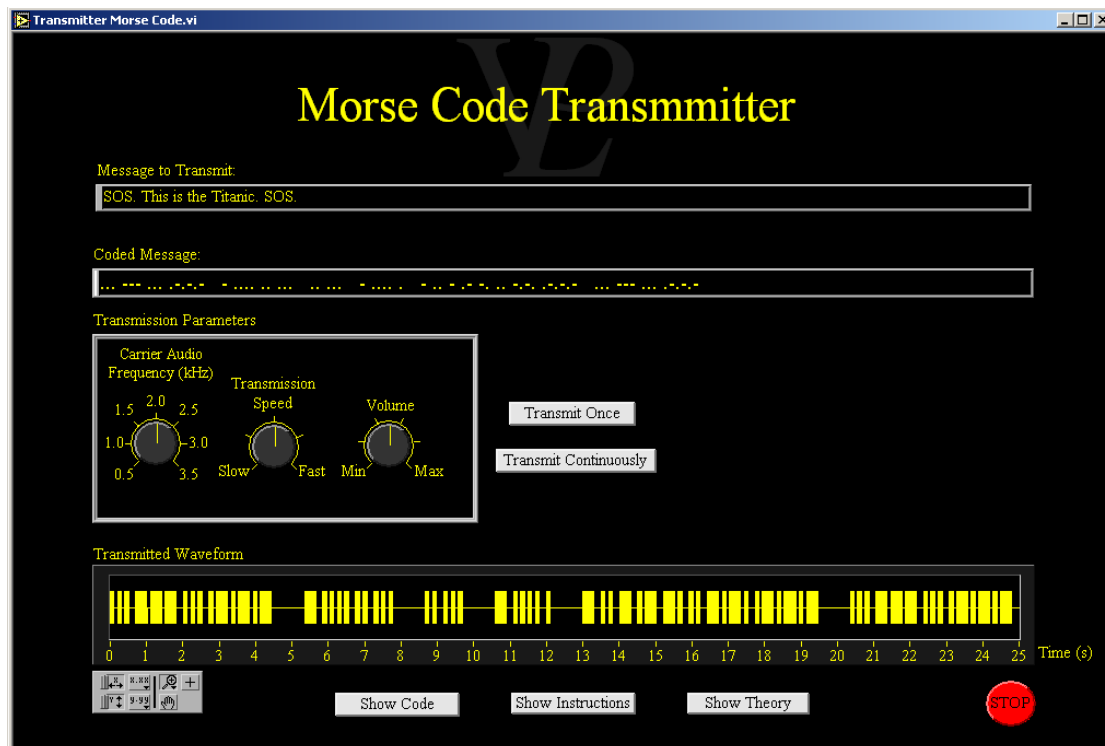 Transmitter Morse Code.vi
VPL
Morse Code Transmmitter
Message to Transmit:
SOS. This is the Titanic. SOS.
Coded Message:
... --- ... .-.-.-   - .... .. ...   .. ...   - .... .   - .. - .- -. .. -.-. .-.-.-   ... --- ... .-.-.-
Transmission Parameters
Carrier Audio
Frequency (kHz)
Transmission
Speed
Volume
2.0
1.5 2.5
1.0 3.0
0.5 3.5
Slow Fast
Min Max
Transmit Once
Transmit Continuously
Transmitted Waveform
0 1 2 3 4 5 6 7 8 9 10 11 12 13 14 15 16 17 18 19 20 21 22 23 24 25 Time (s)
X X.XX
Y Y.YY
Show Code Show Instructions Show Theory STOP